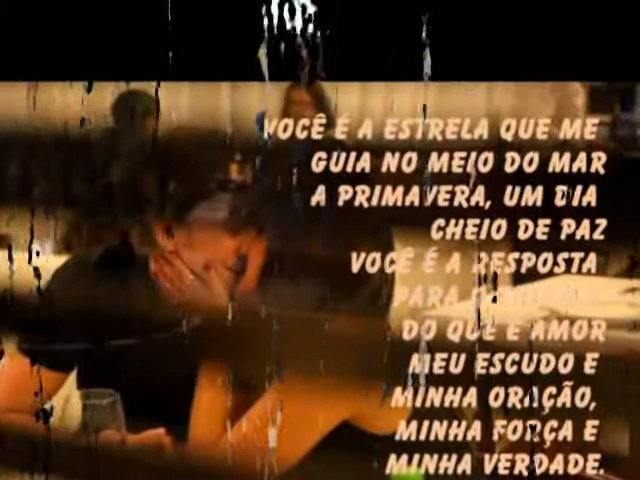 VOCÊ É A ESTRELA QUE ME
GUIA NO MEIO DO MAR
A PRIMAVERA, UM DIA
CHEIO DE PAZ
VOCÊ É A RESPOSTA
PARA
DO QUE É AMOR
MEU ESCUDO E
MINHA ORAÇÃO,
MINHA FORÇA E
MINHA VERDADE.